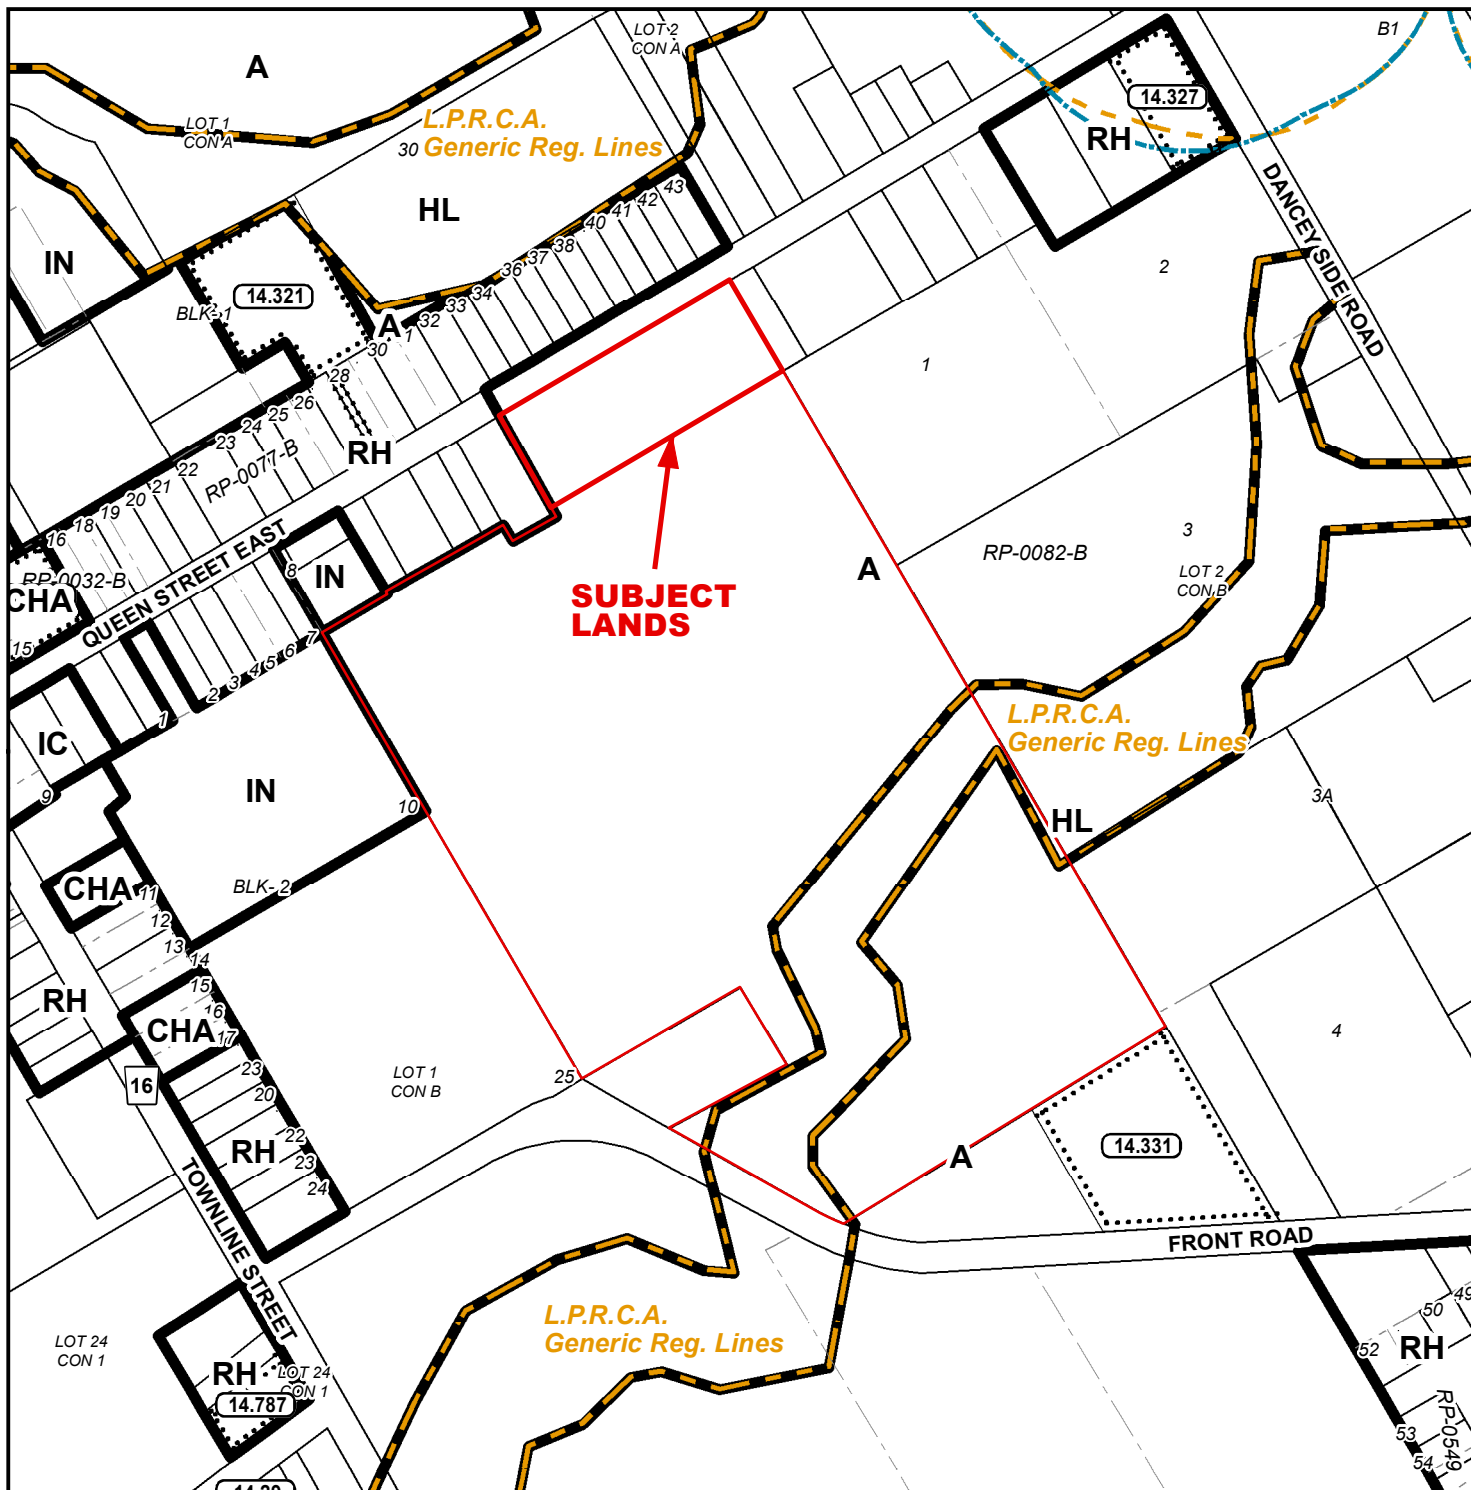 B1
LOT 2
CON A
A
14.327
LOT 1
CON A
L.P.R.C.A.
Generic Reg. Lines
30
RH
DANCEY SIDE ROAD
HL
43
42
41
40
38
37
36
34
33
32
1
30
28
26
25
24
23
22
21
20
19
18
16
IN
14.321
BLK- 1
A
2
1
RH
RP-0077-B
QUEEN STREET EAST
RP-0032-B
CHA
15
8
IN
SUBJECT
LANDS
A
RP-0082-B
3
LOT 2
CON B
7
6
5
4
3
2
1
IC
9
IN
10
L.P.R.C.A.
Generic Reg. Lines
3A
HL
BLK- 2
CHA
11
12
13
14
15
16
17
RH
CHA
4
16
23
20
22
23
24
RH
LOT 1
CON B
25
14.331
A
TOWNLINE STREET
FRONT ROAD
L.P.R.C.A.
Generic Reg. Lines
LOT 24
CON 1
RH
LOT 24
CON 1
14.787
49
50
52
RH
53
54
RP-0549